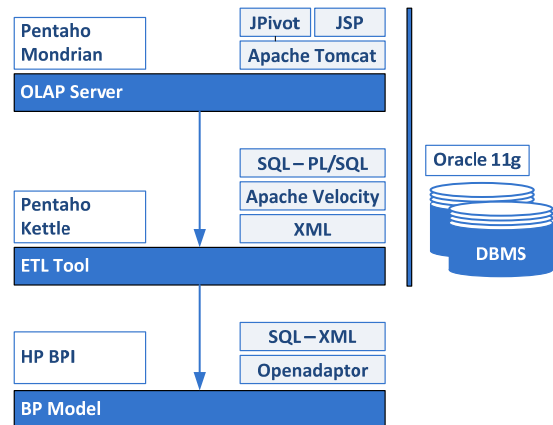 Pentaho
Mondrian
JPivot
JSP
Apache Tomcat
OLAP Server
SQL – PL/SQL
Apache Velocity
XML
Pentaho
Kettle
ETL Tool
Oracle 11g
DBMS
SQL – XML
Openadaptor
HP BPI
BP Model